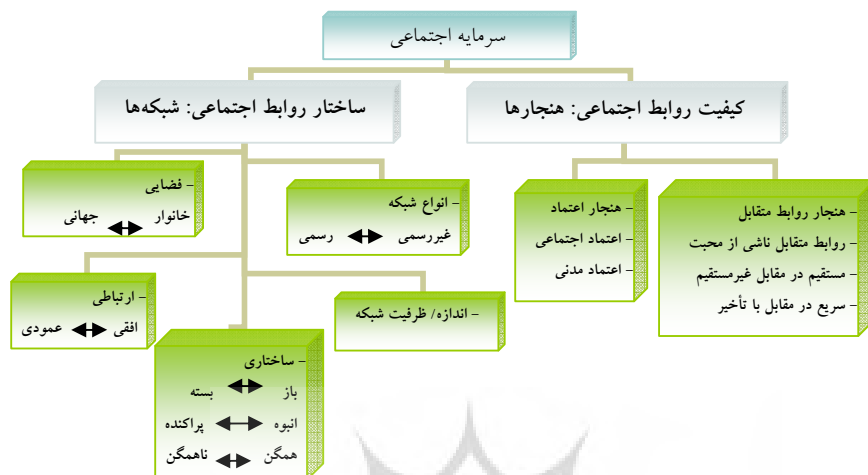 سرمایه اجتماعی
کیفیت روابط اجتماعی: هنجارها
ساختار روابط اجتماعی: شبکه‌ها
– هنجار روابط متقابل
– روابط متقابل ناشی از محبت
– مستقیم در مقابل غیرمستقیم
– سریع در مقابل با تأخیر
– هنجار اعتماد
– اعتماد اجتماعی
– اعتماد مدنی
– انواع شبکه
غیررسمی رسمی
– فضایی
خانوار جهانی
– اندازه/ ظرفیت شبکه
– ارتباطی
افقی عمودی
– ساختاری
باز بسته
انبوه پراکنده
همگن ناهمگن